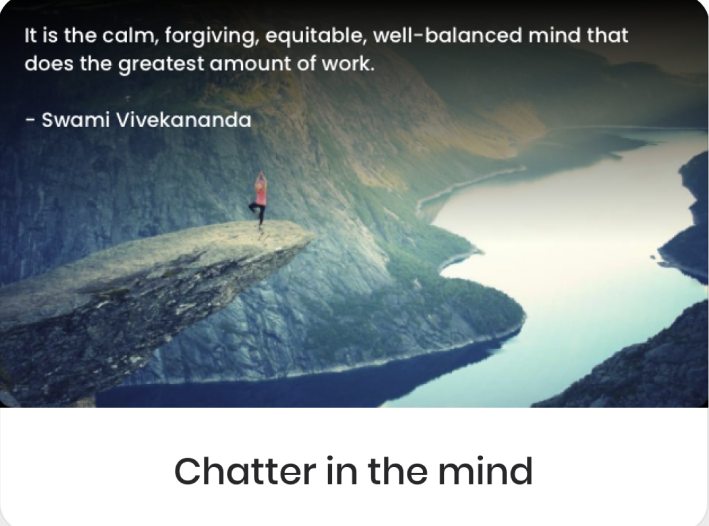 It is the calm, forgiving, equitable, well-balanced mind that
does the greatest amount of work.
- Swami Vivekananda
Chatter in the mind